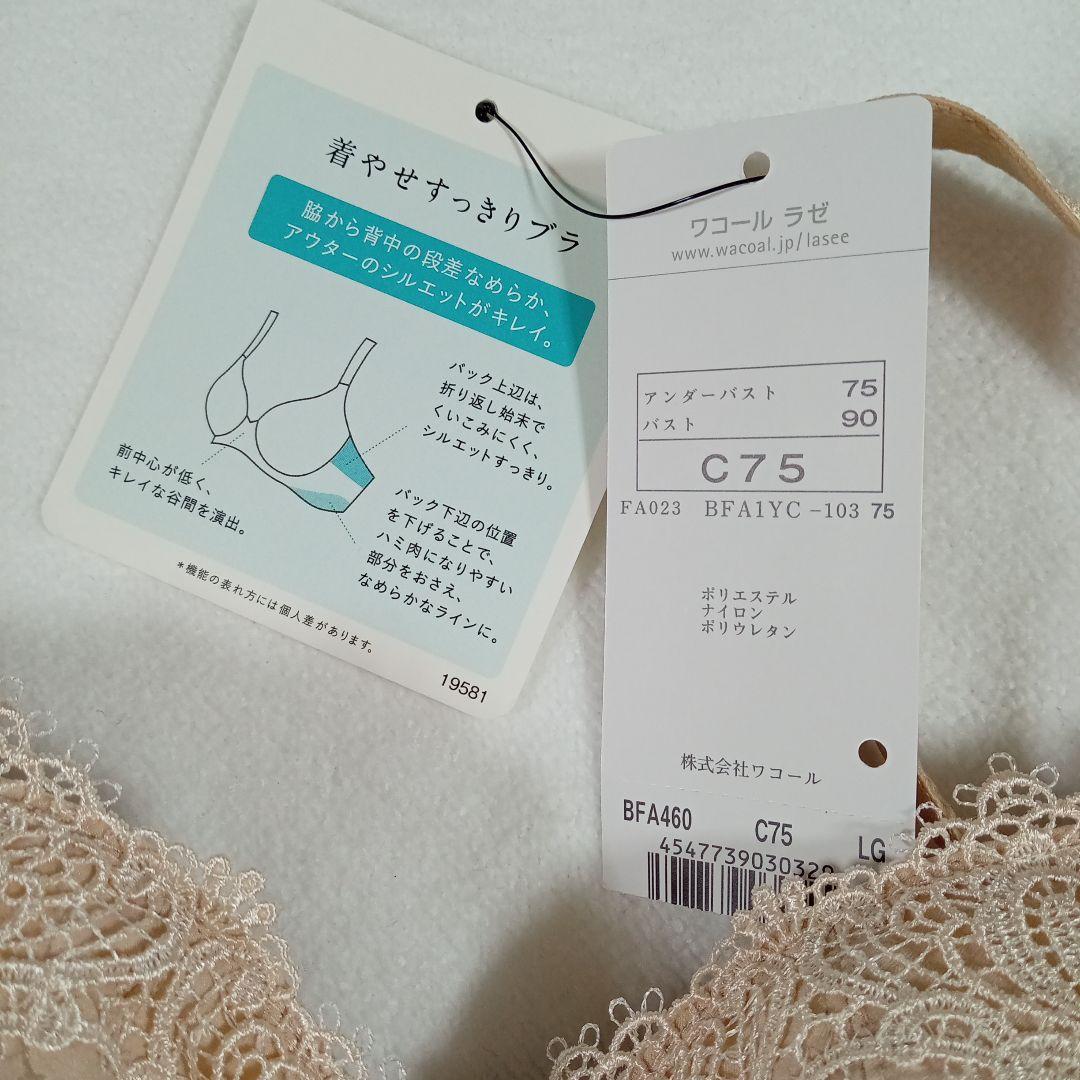 着やせすっきりブラ
脇から背中の段差なめらか、
アウターのシルエットがキレイ。
バック上辺は、
折り返し始末で
くいこみにくく、
シルエットすっきり。
前中心が低く、
キレイな谷間を演出。
バック下辺の位置
を下げることで、
ハミ肉になりやすい
部分をおさえ、
なめらかなラインに。
*機能の表れ方には個人差があります。
19581
ワコール ラゼ
www.wacoal.jp/lasee
アンダーバスト 75
バスト 90
C75
FA023 BFA1YC -103 75
ポリエステル
ナイロン
ポリウレタン
株式会社ワコール
BFA460 C75 LG
454773903032